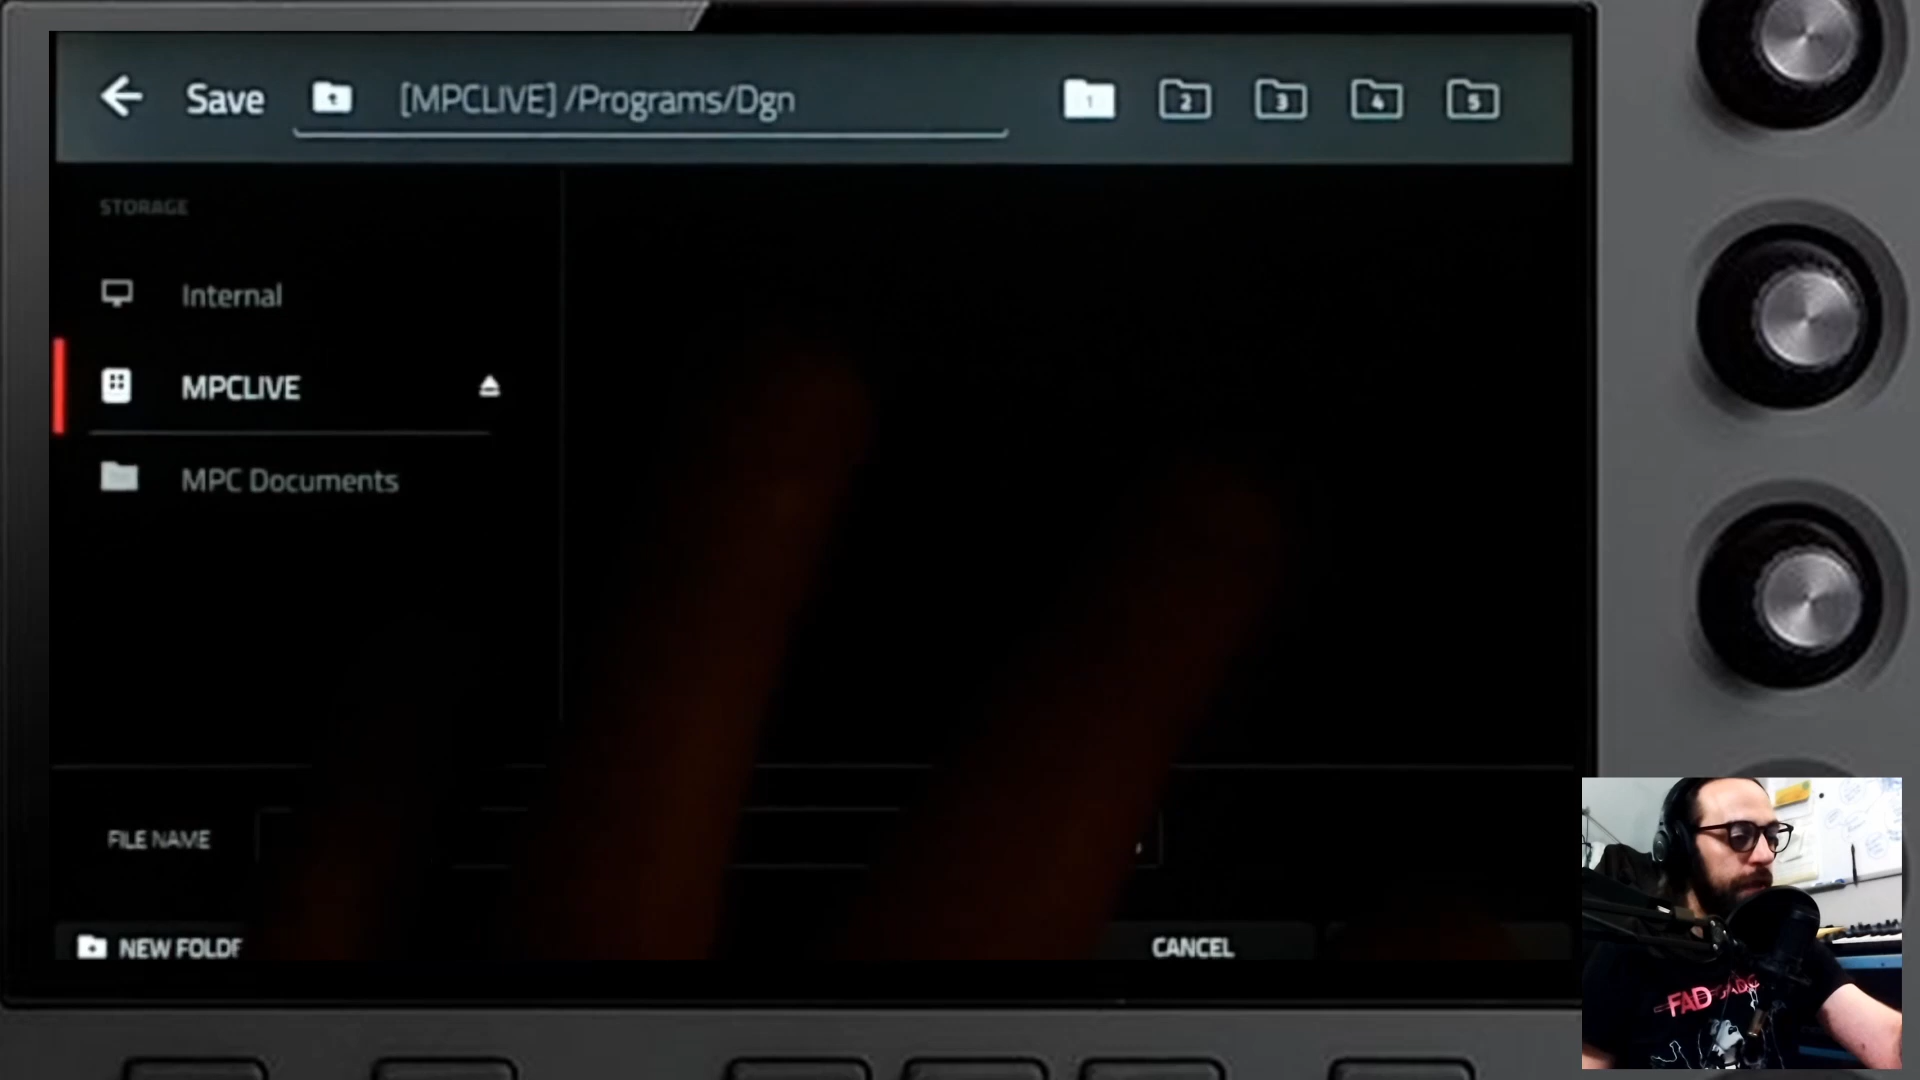 Save [MPCLIVE] /Programs/Dgn 1 2 3 4 5
STORAGE
Internal
MPCLIVE
MPC Documents
FILE NAME
NEW FOLDE
CANCEL
FAD